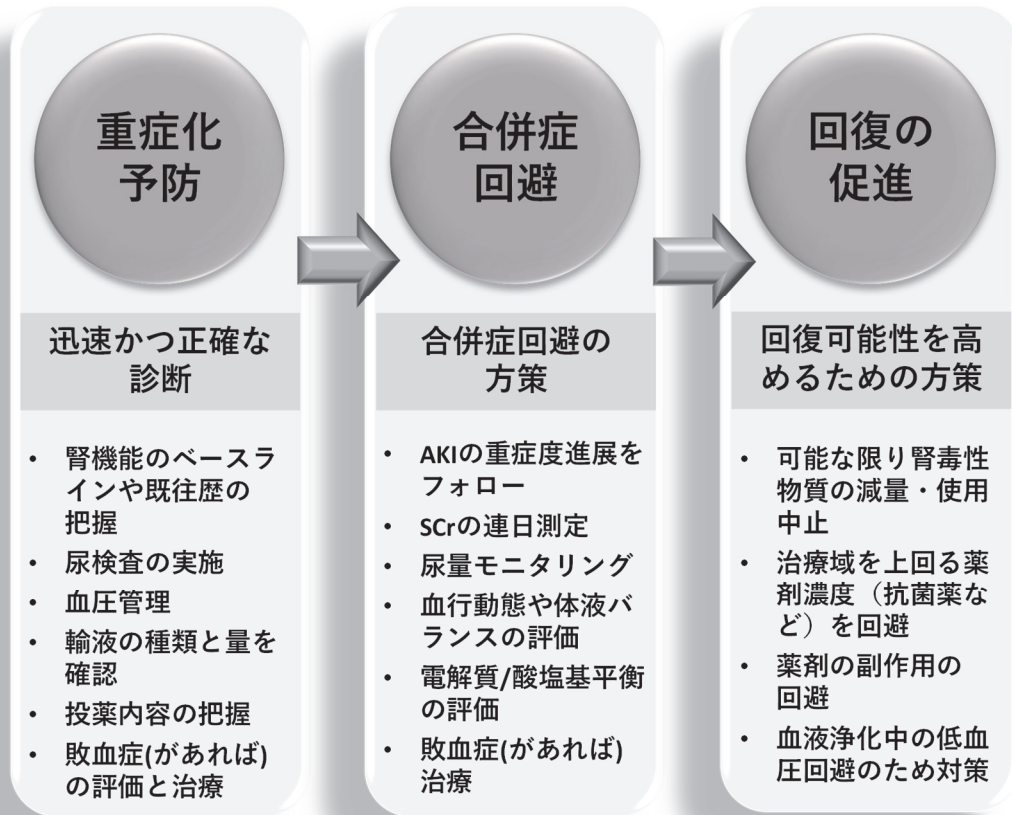 重症化
予防
迅速かつ正確な
診断
• 腎機能のベースラ
インや既往歴の
把握
• 尿検査の実施
• 血圧管理
• 輸液の種類と量を
確認
• 投薬内容の把握
• 敗血症(があれば)
の評価と治療
合併症
回避
合併症回避の
方策
• AKIの重症度進展を
フォロー
• SCrの連日測定
• 尿量モニタリング
• 血行動態や体液バ
ランスの評価
• 電解質/酸塩基平衡
の評価
• 敗血症(があれば)
治療
回復の
促進
回復可能性を高
めるための方策
• 可能な限り腎毒性
物質の減量・使用
中止
• 治療域を上回る薬
剤濃度（抗菌薬な
ど）を回避
• 薬剤の副作用の
回避
• 血液浄化中の低血
圧回避のため対策